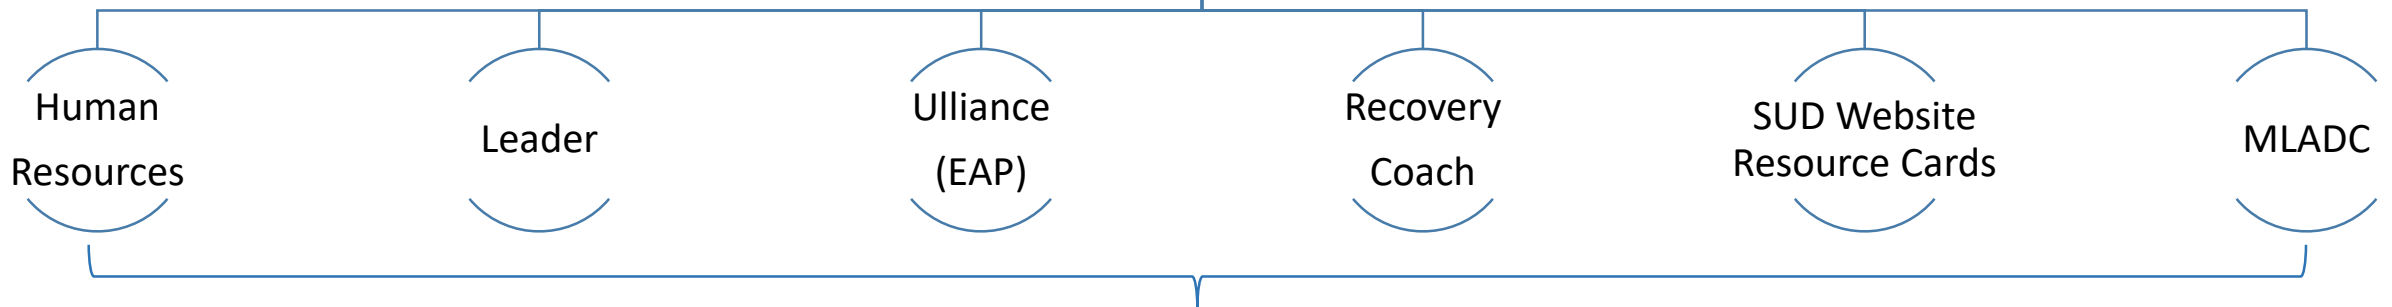 Human
Resources
Leader
Ulliance
(EAP)
Recovery
Coach
SUD Website
Resource Cards
MLADC